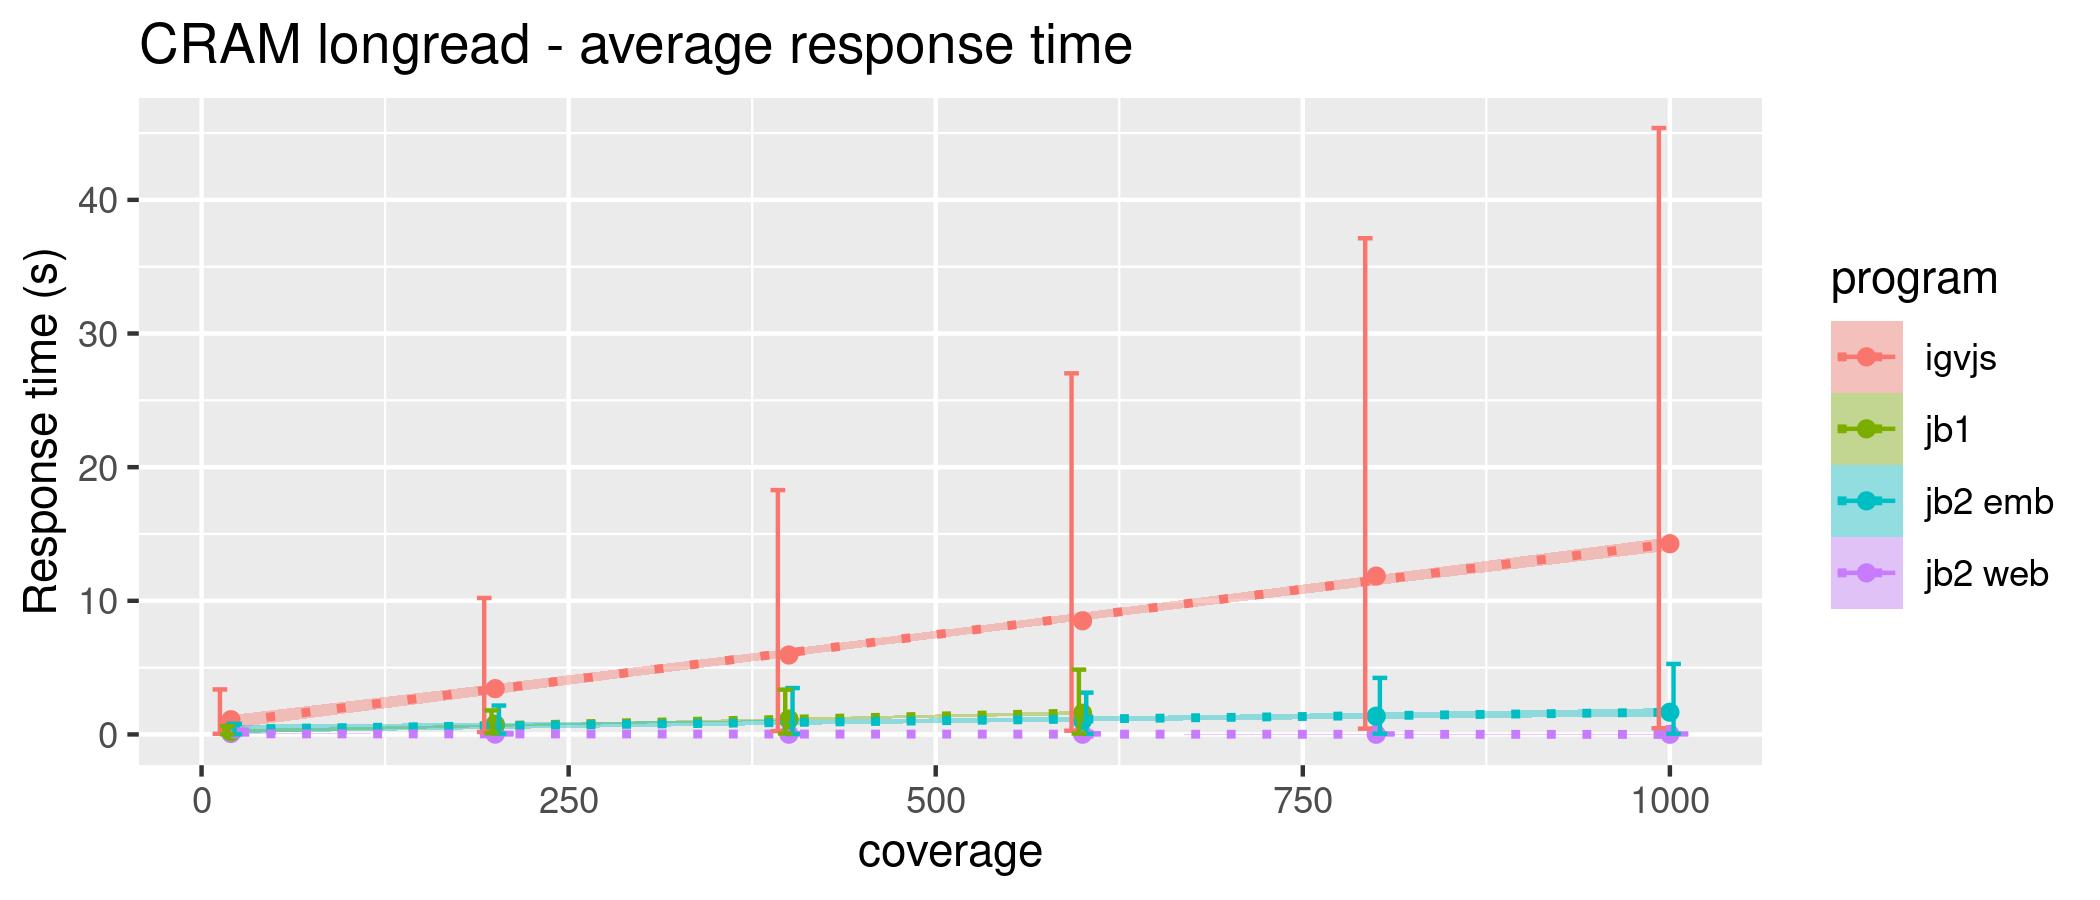 CRAM longread - average response time
Response time (s)
40
30
20
10
0
0 250 500 750 1000
coverage
program
igvjs
jb1
jb2 emb
jb2 web